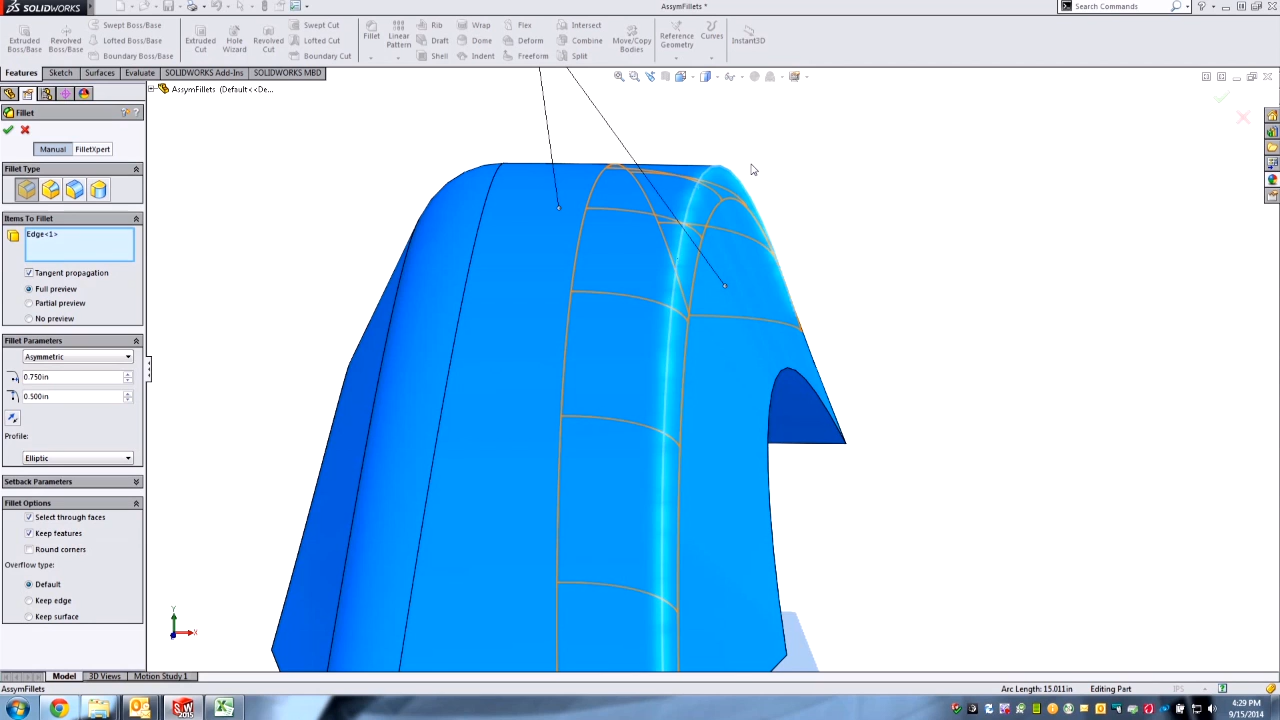 SOLIDWORKS
AssymFillets *
Search Commands
Extruded Boss/Base
Revolved Boss/Base
Swept Boss/Base
Lofted Boss/Base
Boundary Boss/Base
Extruded Cut
Hole Wizard
Revolved Cut
Swept Cut
Lofted Cut
Boundary Cut
Fillet
Linear Pattern
Rib
Draft
Shell
Wrap
Dome
Indent
Flex
Deform
Freeform
Intersect
Combine
Split
Move/Copy Bodies
Reference Geometry
Curves
Instant3D
Features Sketch Surfaces Evaluate SOLIDWORKS Add-Ins SOLIDWORKS MBD
AssymFillets (Default<<De...
Fillet
Manual FilletXpert
Fillet Type
Items To Fillet
Edge<1>
Tangent propagation
Full preview
Partial preview
No preview
Fillet Parameters
Asymmetric
0.750in
0.500in
Profile:
Elliptic
Setback Parameters
Fillet Options
Select through faces
Keep features
Round corners
Overflow type:
Default
Keep edge
Keep surface
Y
X
Model 3D Views Motion Study 1
AssymFillets Arc Length: 15.011in Editing Part IPS
4:29 PM
9/15/2014